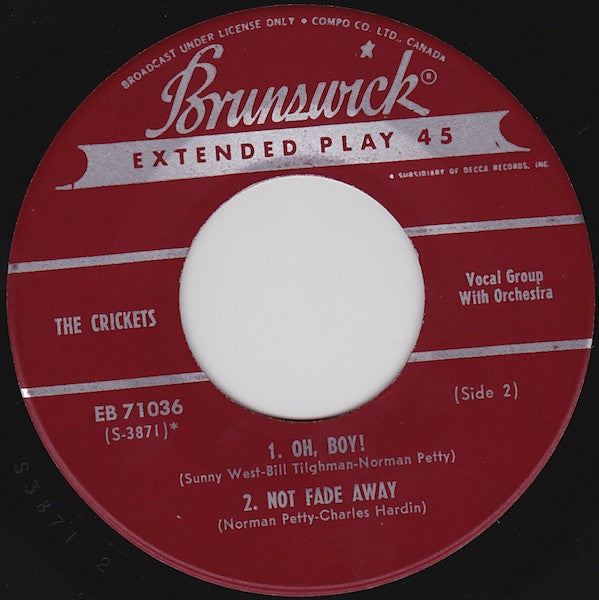 BROADCAST UNDER LICENSE ONLY • COMPO CO. LTD., CANADA
Brunswick®
EXTENDED PLAY 45
A SUBSIDIARY OF DECCA RECORDS, INC.
THE CRICKETS
Vocal Group
With Orchestra
EB 71036
(S-3871)*
(Side 2)
1. OH, BOY!
(Sunny West-Bill Tilghman-Norman Petty)
2. NOT FADE AWAY
(Norman Petty-Charles Hardin)
S3871 2